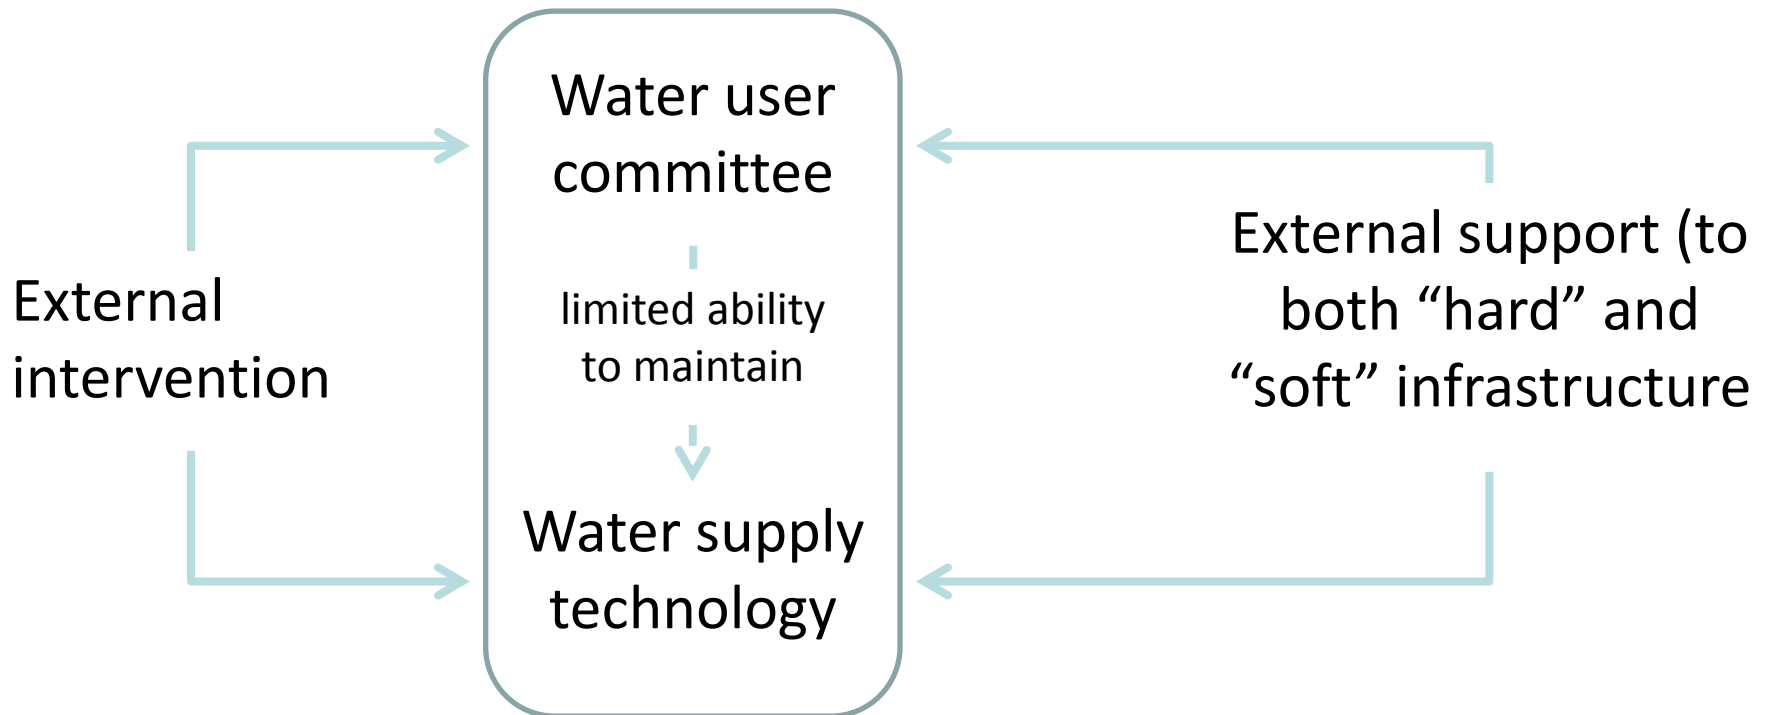 External
intervention
Water user
committee
limited ability
to maintain
Water supply
technology
External support (to
both “hard” and
“soft” infrastructure